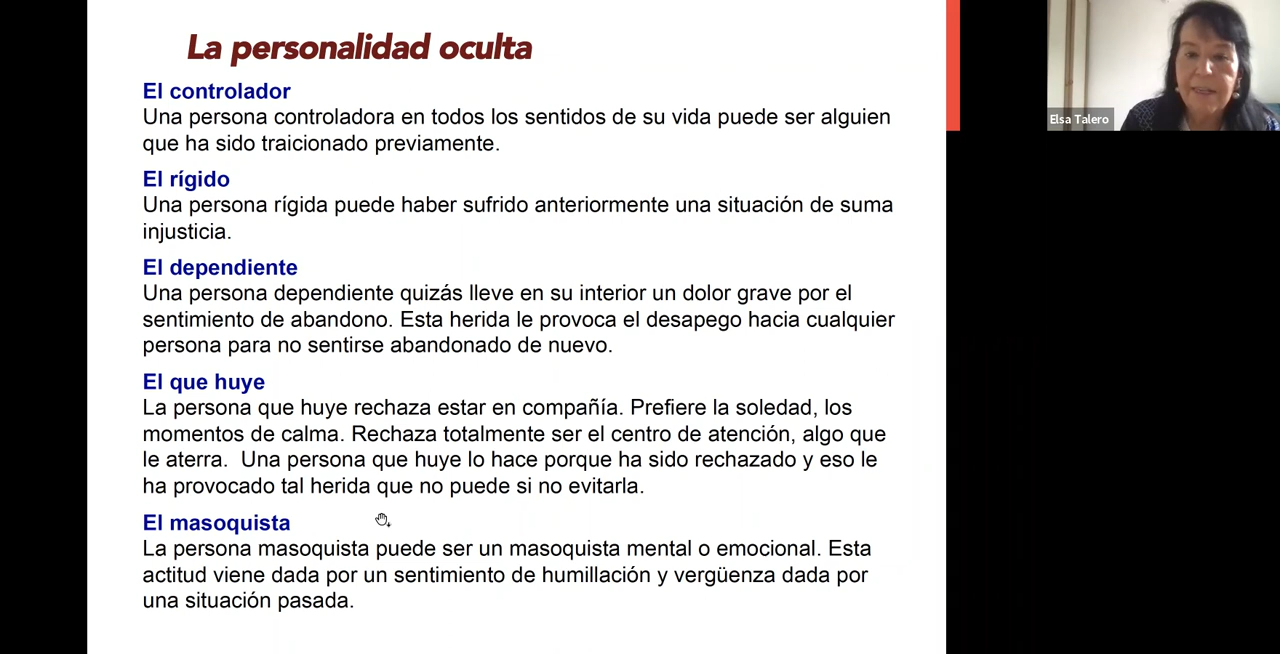 La personalidad oculta
El controlador
Una persona controladora en todos los sentidos de su vida puede ser alguien
que ha sido traicionado previamente.
El rígido
Una persona rígida puede haber sufrido anteriormente una situación de suma
injusticia.
El dependiente
Una persona dependiente quizás lleve en su interior un dolor grave por el
sentimiento de abandono. Esta herida le provoca el desapego hacia cualquier
persona para no sentirse abandonado de nuevo.
El que huye
La persona que huye rechaza estar en compañía. Prefiere la soledad, los
momentos de calma. Rechaza totalmente ser el centro de atención, algo que
le aterra.  Una persona que huye lo hace porque ha sido rechazado y eso le
ha provocado tal herida que no puede si no evitarla.
El masoquista
La persona masoquista puede ser un masoquista mental o emocional. Esta
actitud viene dada por un sentimiento de humillación y vergüenza dada por
una situación pasada.
Elsa Talero